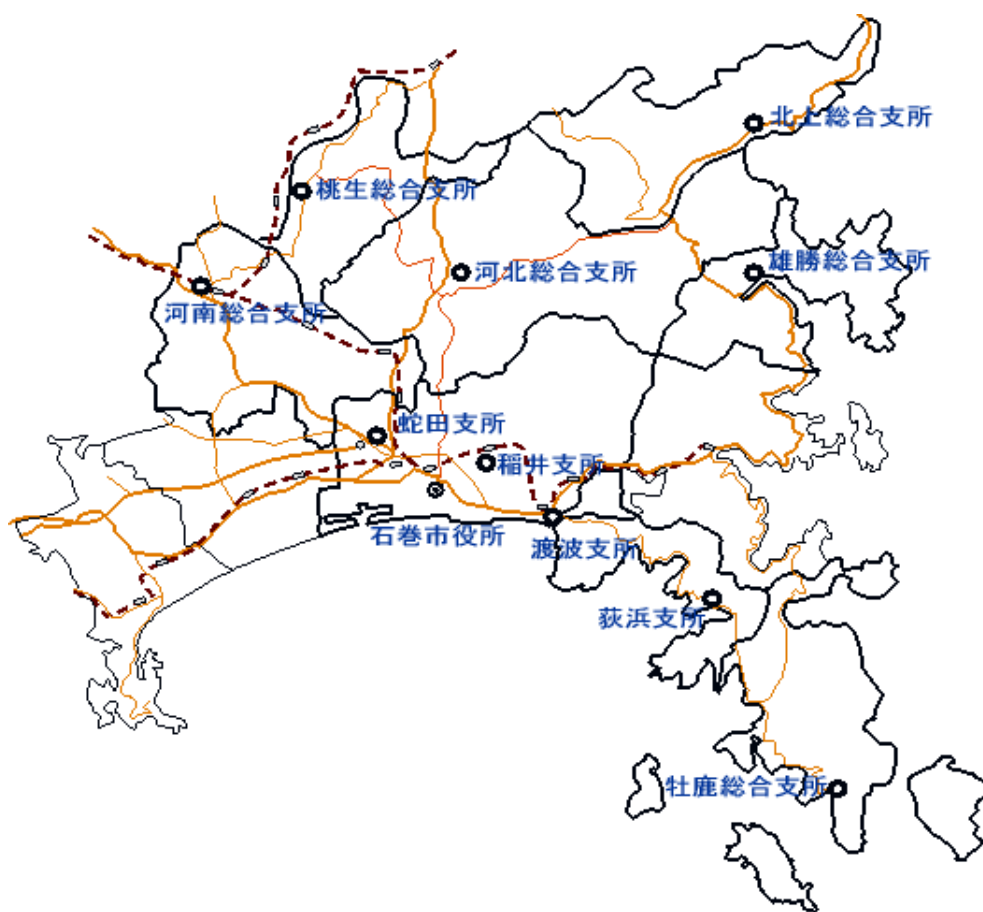 北上総合支所
桃生総合支所
河北総合支所
雄勝総合支所
河南総合支所
蛇田支所
稲井支所
石巻市役所
渡波支所
荻浜支所
牡鹿総合支所